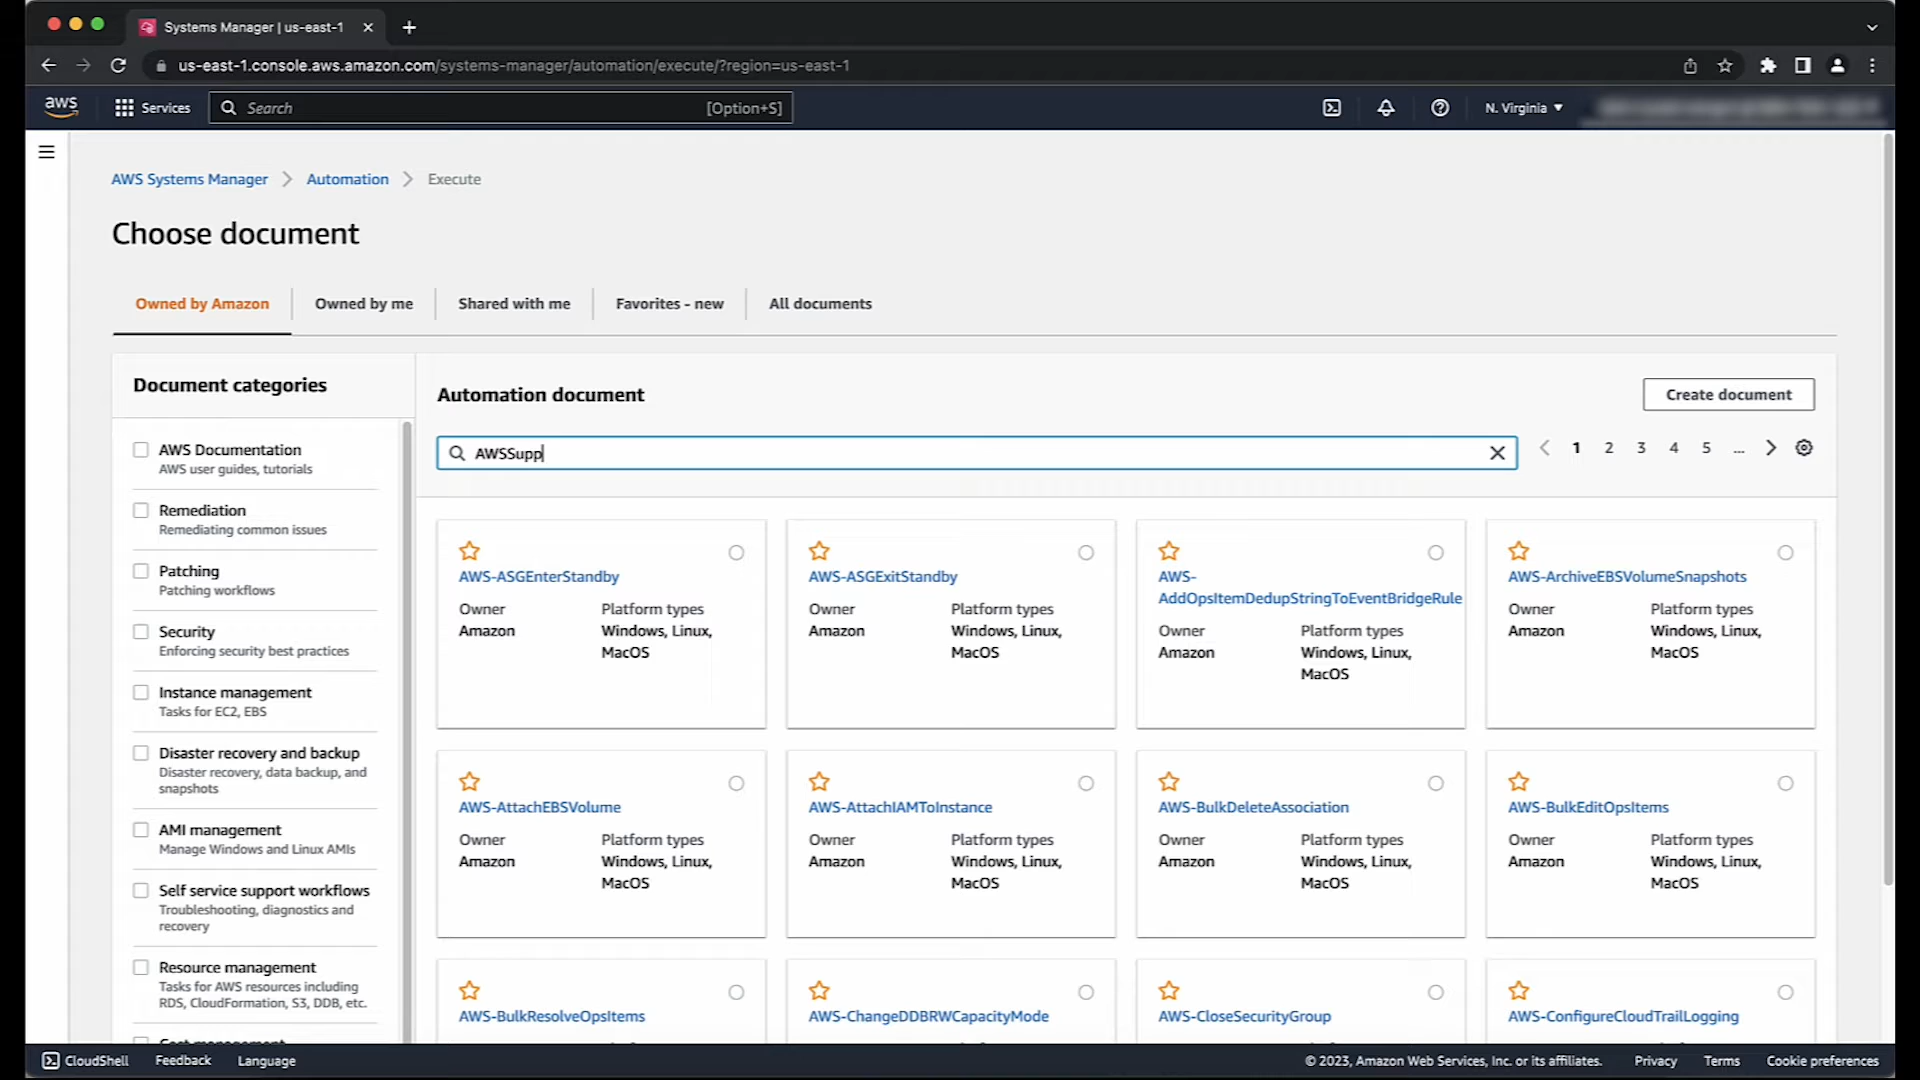 Systems Manager | us-east-1
us-east-1.console.aws.amazon.com/systems-manager/automation/execute/?region=us-east-1
aws
Services
Search
[Option+S]
N. Virginia
AWS Systems Manager
Automation
Execute
Choose document
Owned by Amazon
Owned by me
Shared with me
Favorites - new
All documents
Document categories
AWS Documentation
AWS user guides, tutorials
Remediation
Remediating common issues
Patching
Patching workflows
Security
Enforcing security best practices
Instance management
Tasks for EC2, EBS
Disaster recovery and backup
Disaster recovery, data backup, and
snapshots
AMI management
Manage Windows and Linux AMIs
Self service support workflows
Troubleshooting, diagnostics and
recovery
Resource management
Tasks for AWS resources including
RDS, CloudFormation, S3, DDB, etc.
Automation document
Create document
AWSSupp
1 2 3 4 5 ...
AWS-ASGEnterStandby
Owner
Amazon
Platform types
Windows, Linux,
MacOS
AWS-ASGExitStandby
Owner
Amazon
Platform types
Windows, Linux,
MacOS
AWS-
AddOpsItemDedupStringToEventBridgeRule
Owner
Amazon
Platform types
Windows, Linux,
MacOS
AWS-ArchiveEBSVolumeSnapshots
Owner
Amazon
Platform types
Windows, Linux,
MacOS
AWS-AttachEBSVolume
Owner
Amazon
Platform types
Windows, Linux,
MacOS
AWS-AttachIAMToInstance
Owner
Amazon
Platform types
Windows, Linux,
MacOS
AWS-BulkDeleteAssociation
Owner
Amazon
Platform types
Windows, Linux,
MacOS
AWS-BulkEditOpsItems
Owner
Amazon
Platform types
Windows, Linux,
MacOS
AWS-BulkResolveOpsItems
AWS-ChangeDDBRWCapacityMode
AWS-CloseSecurityGroup
AWS-ConfigureCloudTrailLogging
CloudShell
Feedback
Language
© 2023, Amazon Web Services, Inc. or its affiliates.
Privacy
Terms
Cookie preferences